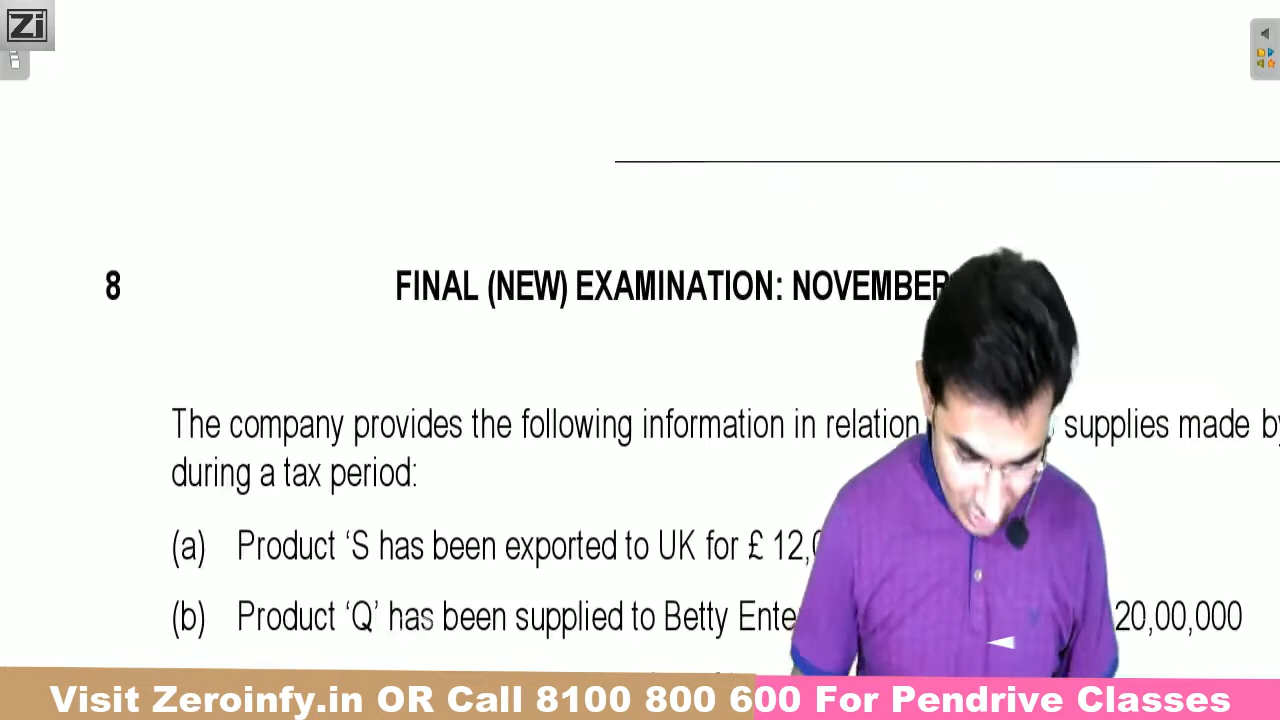 Zi
8 FINAL (NEW) EXAMINATION: NOVEMBER
The company provides the following information in relation supplies made by
during a tax period:
(a) Product ‘S has been exported to UK for £ 12,
(b) Product ‘Q’ has been supplied to Betty 20,00,000
Visit Zeroinfy.in OR Call 8100 800 600 For Pendrive Classes